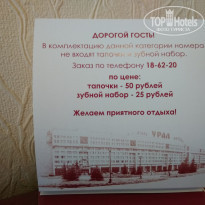 TOP Hotels
ДОРОГОЙ ГОСТЬ!
В комплектацию данной категории номера
не входят тапочки и зубной набор.
Заказ по телефону 18-62-20
по цене:
тапочки - 50 рублей
зубной набор - 25 рублей
Желаем приятного отдыха!
УРАЛ